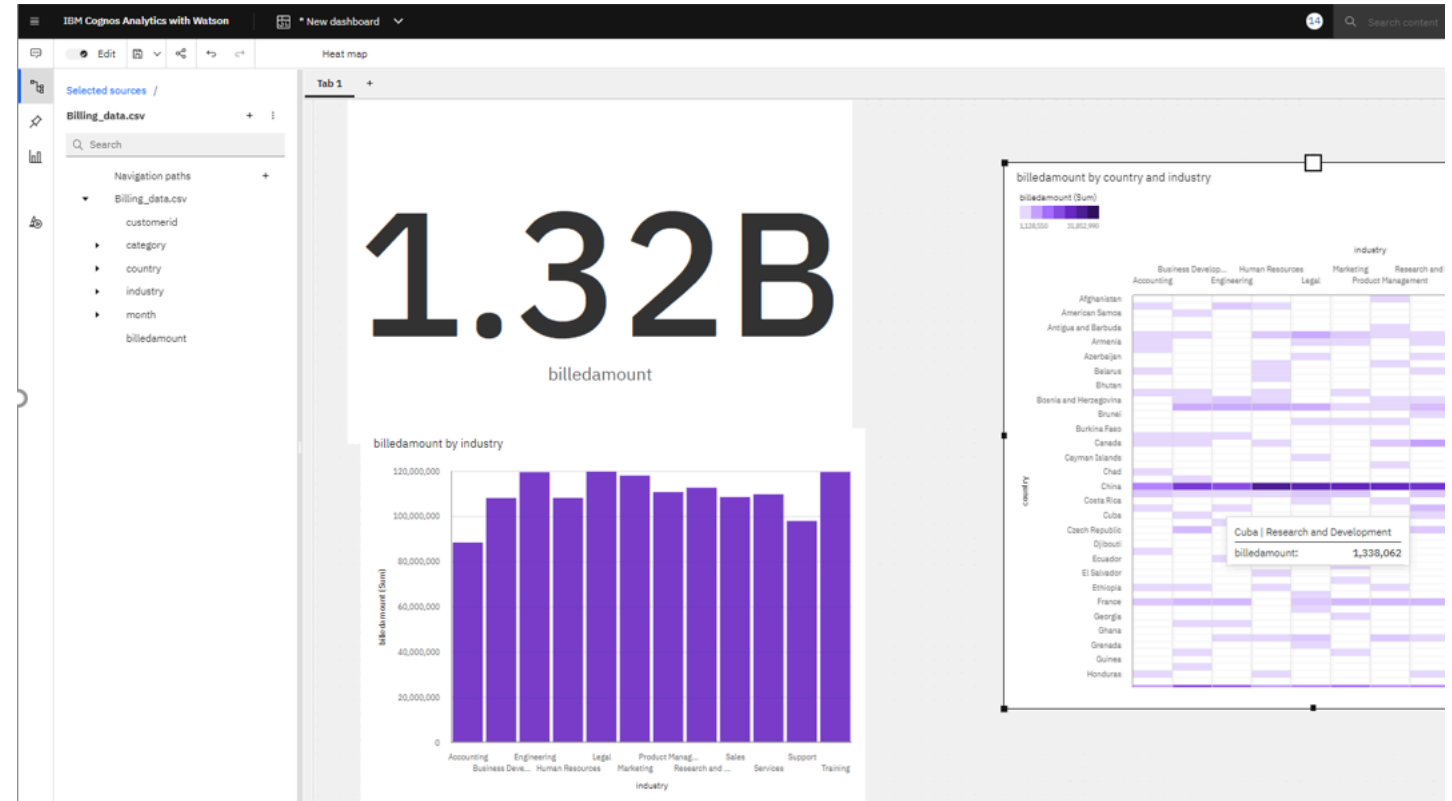 IBM Cognos Analytics with Watson
* New dashboard
14
Search content
Edit
Heat map
Selected sources /
Billing_data.csv
Search
Navigation paths
Billing_data.csv
customerid
category
country
industry
month
billedamount
Tab 1 +
1.32B
billedamount
billedamount by industry
billedamount (Sum)
120,000,000
100,000,000
80,000,000
60,000,000
40,000,000
20,000,000
0
Accounting Engineering Legal Product Manag... Sales Support
Business Deve... Human Resources Marketing Research and ... Services Training
industry
billedamount by country and industry
billedamount (Sum)
1,128,550 31,852,990
industry
Business Develop... Human Resources Marketing Research and
Accounting Engineering Legal Product Management
country
Afghanistan
American Samoa
Antigua and Barbuda
Armenia
Azerbaijan
Belarus
Bhutan
Bosnia and Herzegovina
Brunei
Burkina Faso
Canada
Cayman Islands
Chad
China
Costa Rica
Cuba
Czech Republic
Djibouti
Ecuador
El Salvador
Ethiopia
France
Georgia
Ghana
Grenada
Guinea
Honduras
Cuba | Research and Development
billedamount: 1,338,062